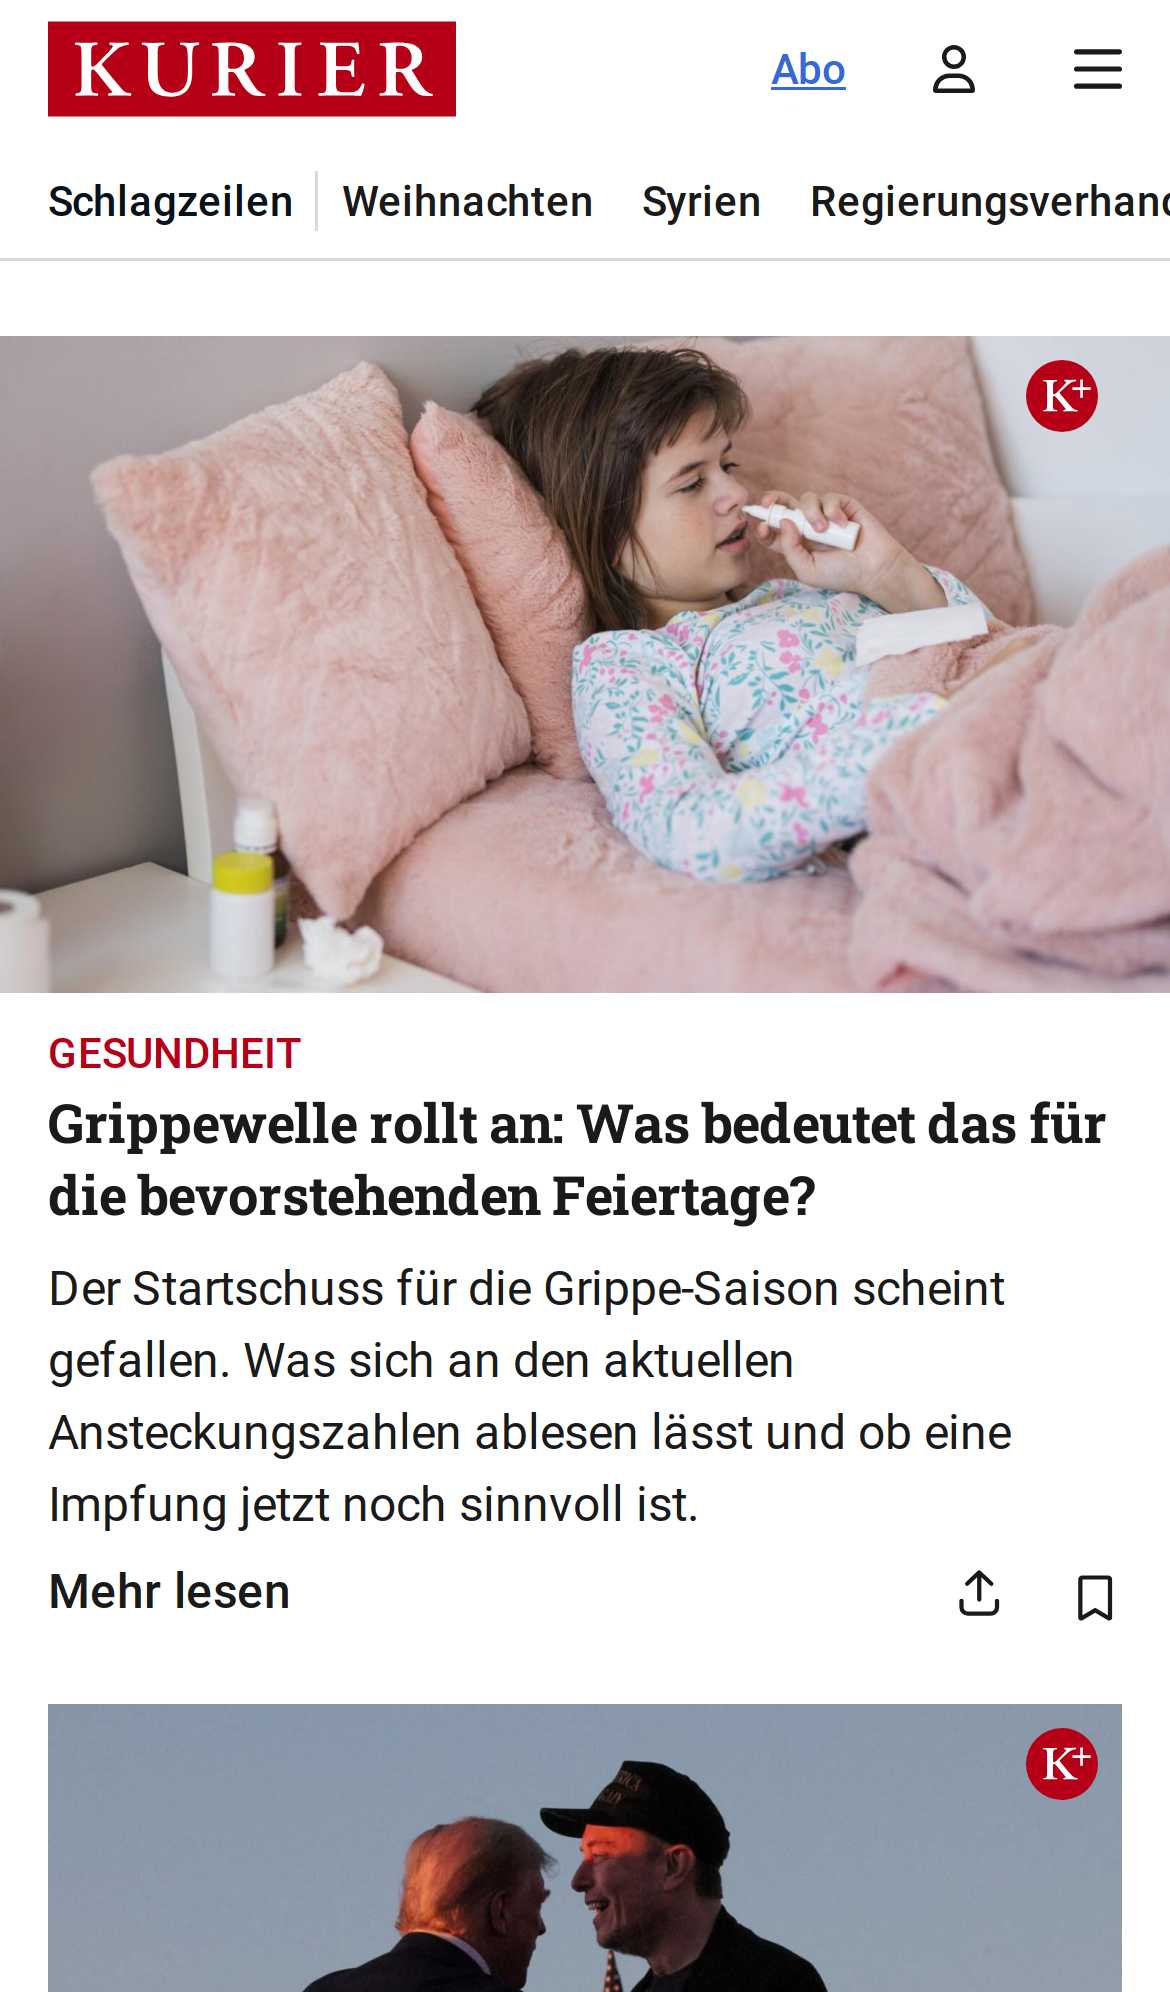 KURIER
Abo
Schlagzeilen
Weihnachten
Syrien
Regierungsverhand
K+
GESUNDHEIT
Grippewelle rollt an: Was bedeutet das für
die bevorstehenden Feiertage?
Der Startschuss für die Grippe-Saison scheint
gefallen. Was sich an den aktuellen
Ansteckungszahlen ablesen lässt und ob eine
Impfung jetzt noch sinnvoll ist.
Mehr lesen
K+